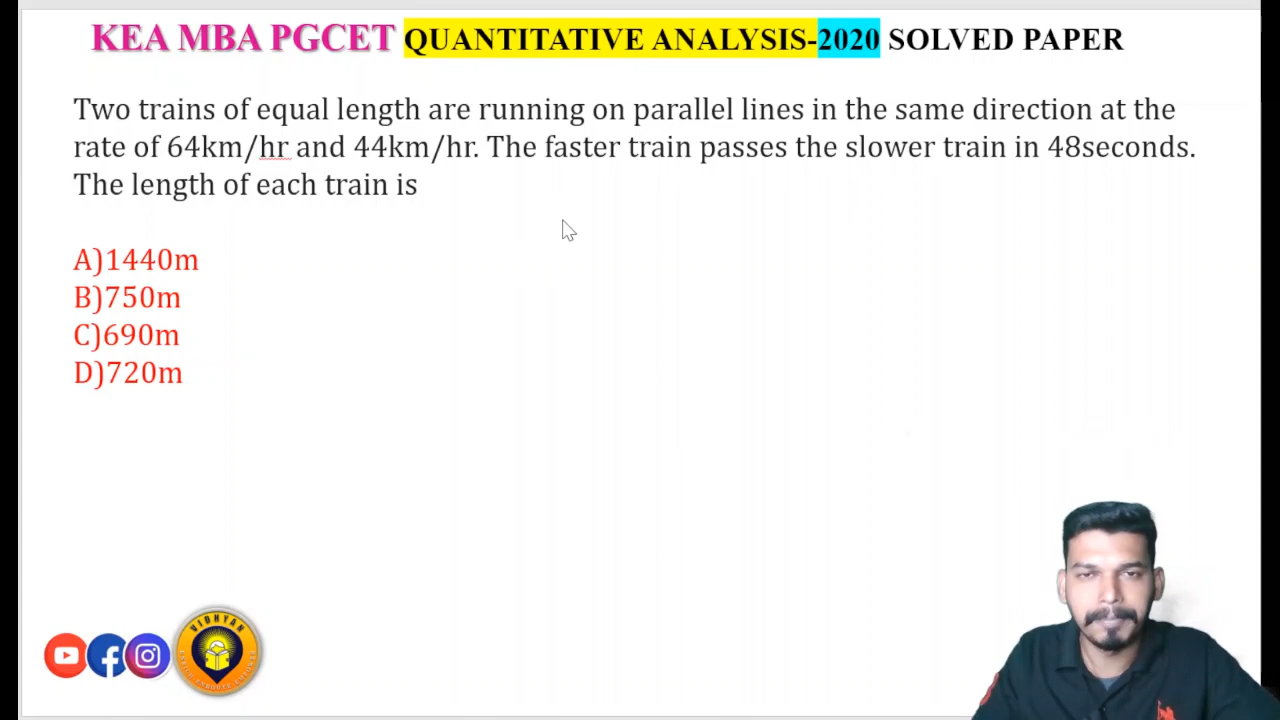 KEA MBA PGCET QUANTITATIVE ANALYSIS-2020 SOLVED PAPER
Two trains of equal length are running on parallel lines in the same direction at the
rate of 64km/hr and 44km/hr. The faster train passes the slower train in 48seconds.
The length of each train is
A)1440m
B)750m
C)690m
D)720m
VIDHYAN